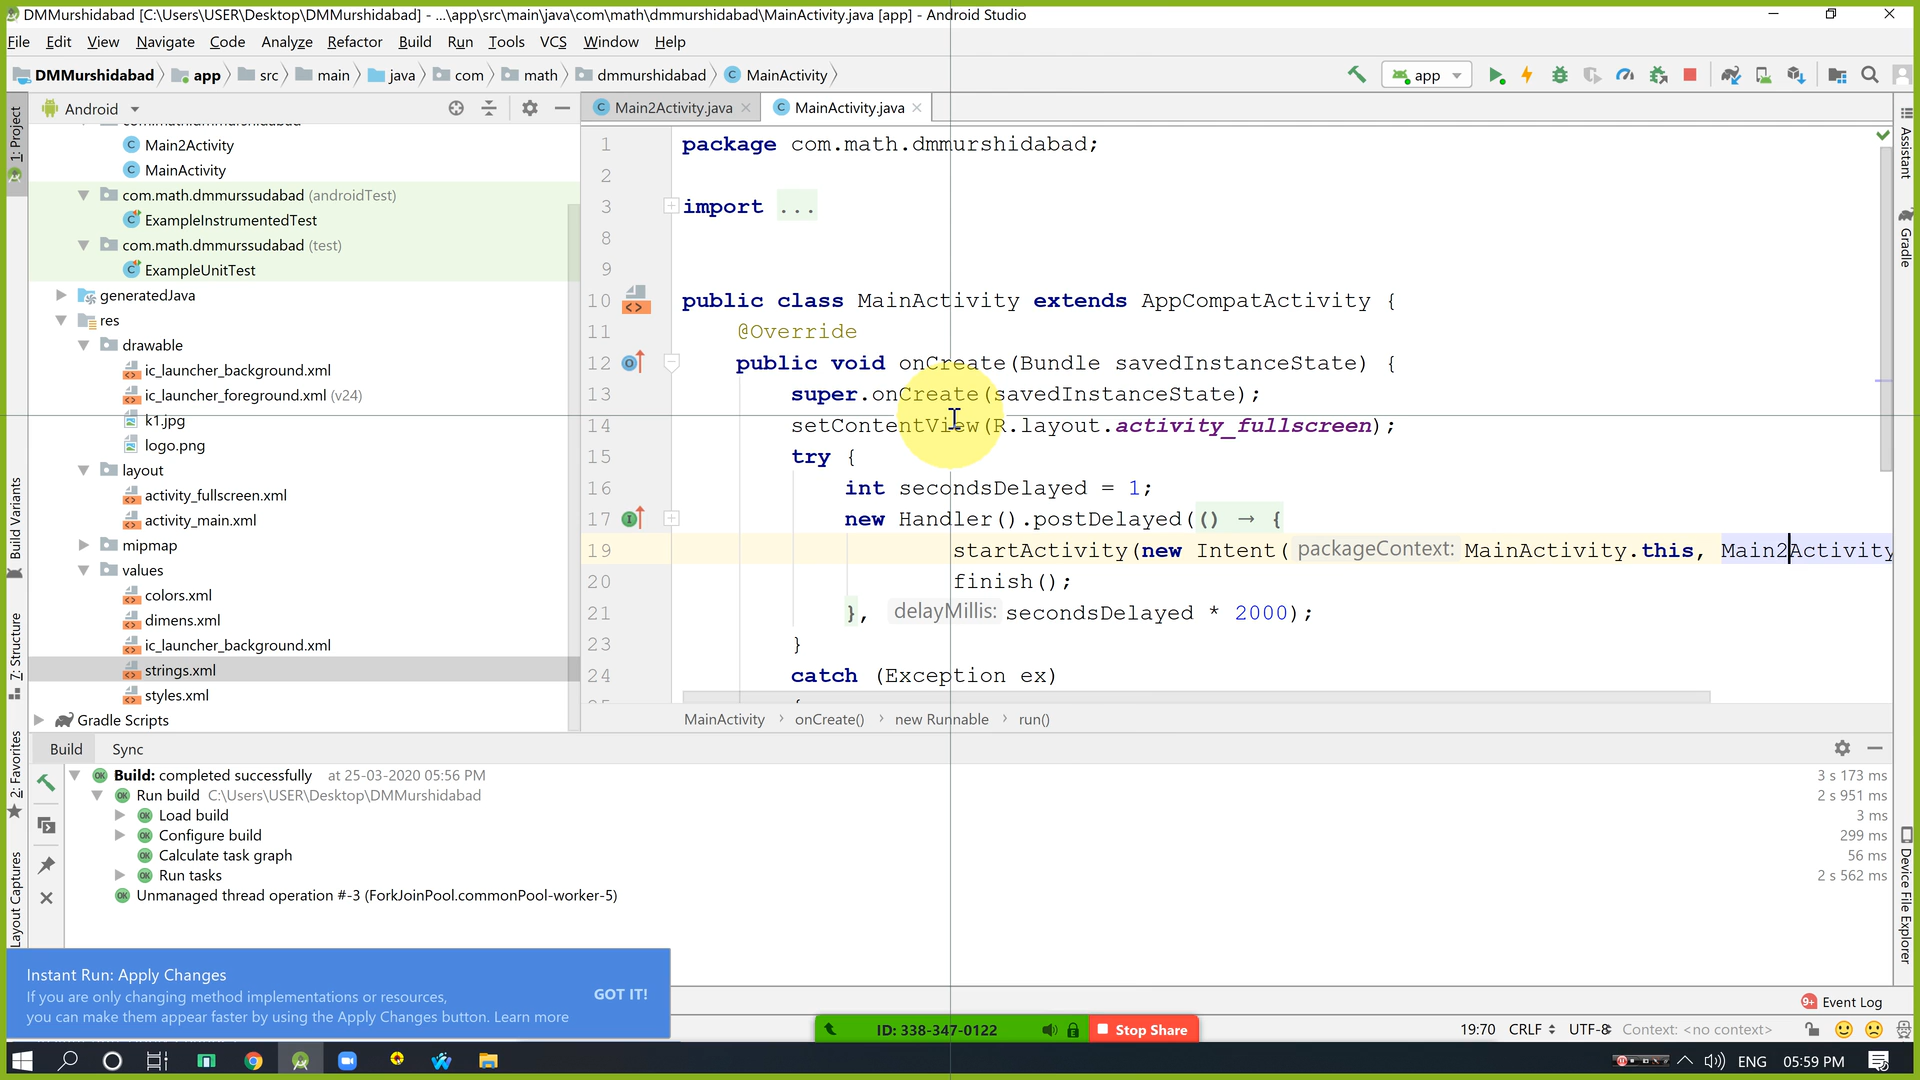 DMMurshidabad [C:\Users\USER\Desktop\DMMurshidabad] - ...\app\src\main\java\com\math\dmmurshidabad\MainActivity.java [app] - Android Studio
File Edit View Navigate Code Analyze Refactor Build Run Tools VCS Window Help
DMMurshidabad app src main java com math dmmurshidabad MainActivity
app
Android
Main2Activity.java
MainActivity.java
1: Project
Build Variants
7: Structure
2: Favorites
Layout Captures
Main2Activity
MainActivity
com.math.dmmurssudabad (androidTest)
ExampleInstrumentedTest
com.math.dmmurssudabad (test)
ExampleUnitTest
generatedJava
res
drawable
ic_launcher_background.xml
ic_launcher_foreground.xml (v24)
k1.jpg
logo.png
layout
activity_fullscreen.xml
activity_main.xml
mipmap
values
colors.xml
dimens.xml
ic_launcher_background.xml
strings.xml
styles.xml
Gradle Scripts
1 package com.math.dmmurshidabad;
2
3 import ...
8
9
10 public class MainActivity extends AppCompatActivity {
11 @Override
12 public void onCreate(Bundle savedInstanceState) {
13 super.onCreate(savedInstanceState);
14 setContentView(R.layout.activity_fullscreen);
15 try {
16 int secondsDelayed = 1;
17 new Handler().postDelayed(() → {
19 startActivity(new Intent( packageContext: MainActivity.this, Main2Activity
20 finish();
21 }, delayMillis: secondsDelayed * 2000);
23 }
24 catch (Exception ex)
MainActivity › onCreate() › new Runnable › run()
Assistant
Gradle
Device File Explorer
Build Sync
Build: completed successfully at 25-03-2020 05:56 PM 3 s 173 ms
Run build C:\Users\USER\Desktop\DMMurshidabad 2 s 951 ms
Load build 3 ms
Configure build 299 ms
Calculate task graph 56 ms
Run tasks 2 s 562 ms
Unmanaged thread operation #-3 (ForkJoinPool.commonPool-worker-5)
Instant Run: Apply Changes
If you are only changing method implementations or resources,
you can make them appear faster by using the Apply Changes button. Learn more
GOT IT!
9+ Event Log
ID: 338-347-0122 Stop Share
19:70 CRLF UTF-8 Context: <no context>
ENG 05:59 PM